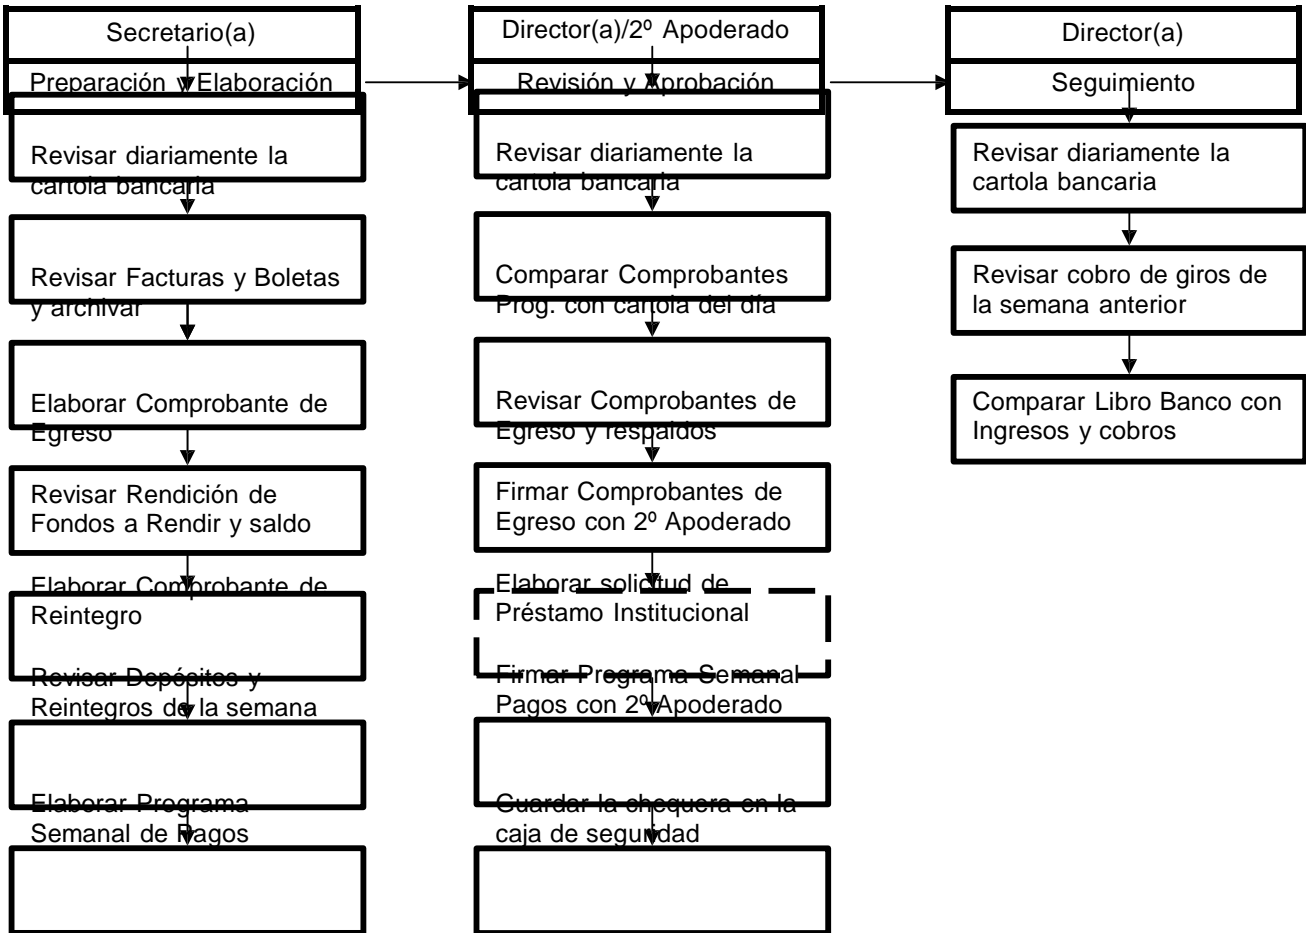 Secretario(a)
Preparación y Elaboración
Revisar diariamente la
cartola bancaria
Revisar Facturas y Boletas
y archivar
Elaborar Comprobante de
Egreso
Revisar Rendición de
Fondos a Rendir y saldo
Elaborar Comprobante de
Reintegro
Revisar Depósitos y
Reintegros de la semana
Elaborar Programa
Semanal de Pagos
Director(a)/2º Apoderado
Revisión y Aprobación
Revisar diariamente la
cartola bancaria
Comparar Comprobantes
Prog. con cartola del día
Revisar Comprobantes de
Egreso y respaldos
Firmar Comprobantes de
Egreso con 2º Apoderado
Elaborar solicitud de
Préstamo Institucional
Firmar Programa Semanal
Pagos con 2º Apoderado
Guardar la chequera en la
caja de seguridad
Director(a)
Seguimiento
Revisar diariamente la
cartola bancaria
Revisar cobro de giros de
la semana anterior
Comparar Libro Banco con
Ingresos y cobros